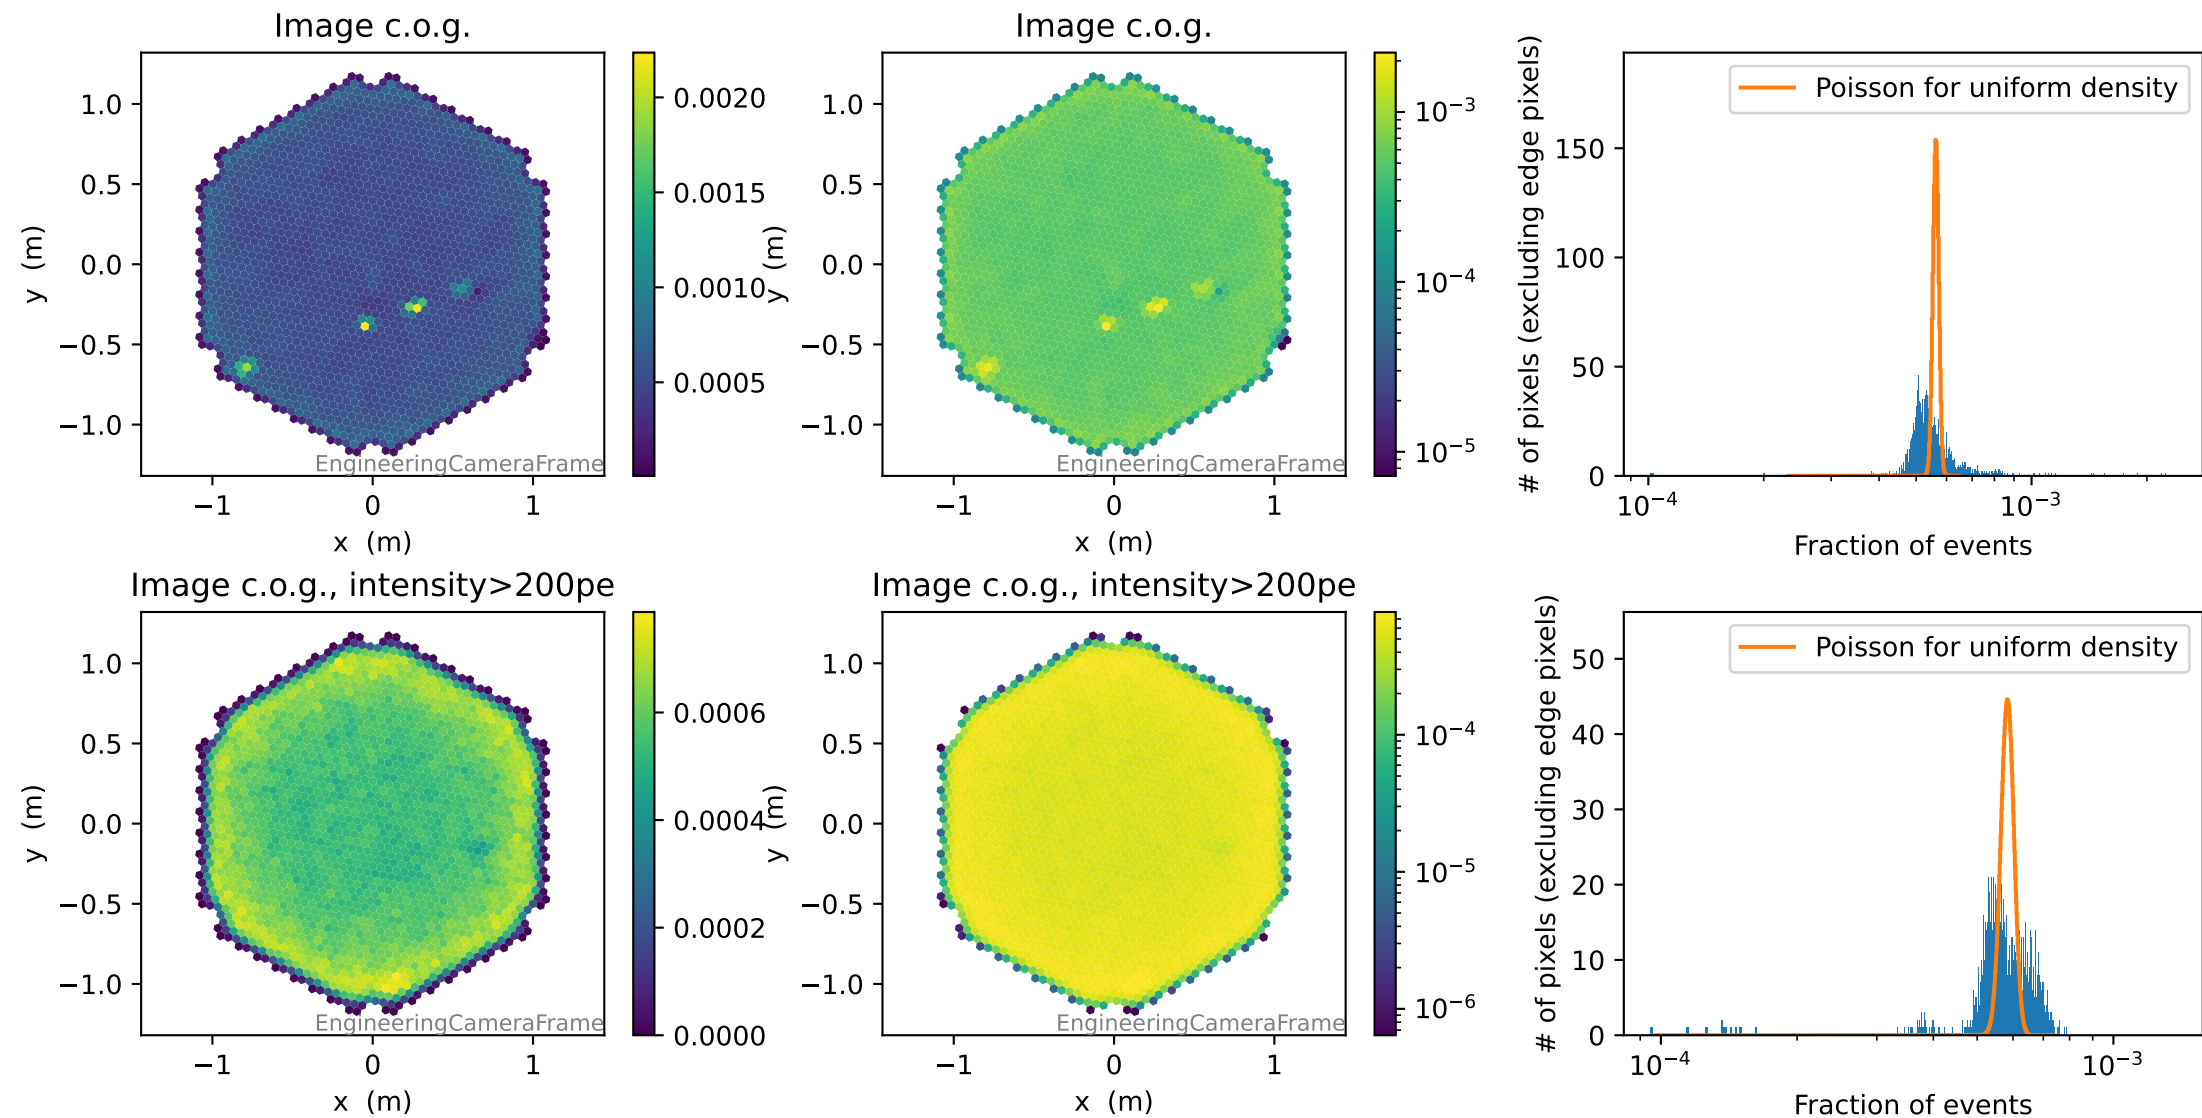 Image c.o.g.
1.0
0.5
0.0
−0.5
−1.0
y (m)
−1
0
1
x (m)
EngineeringCameraFrame
0.0020
0.0015
0.0010
0.0005
Image c.o.g.
1.0
0.5
0.0
−0.5
−1.0
y (m)
−1
0
1
x (m)
EngineeringCameraFrame
10⁻³
10⁻⁴
10⁻⁵
Poisson for uniform density
# of pixels (excluding edge pixels)
150
100
50
0
10⁻⁴
10⁻³
Fraction of events
Image c.o.g., intensity>200pe
1.0
0.5
0.0
−0.5
−1.0
y (m)
−1
0
1
x (m)
EngineeringCameraFrame
0.0006
0.0004
0.0002
0.0000
Image c.o.g., intensity>200pe
1.0
0.5
0.0
−0.5
−1.0
y (m)
−1
0
1
x (m)
EngineeringCameraFrame
10⁻⁴
10⁻⁵
10⁻⁶
Poisson for uniform density
# of pixels (excluding edge pixels)
50
40
30
20
10
0
10⁻⁴
10⁻³
Fraction of events